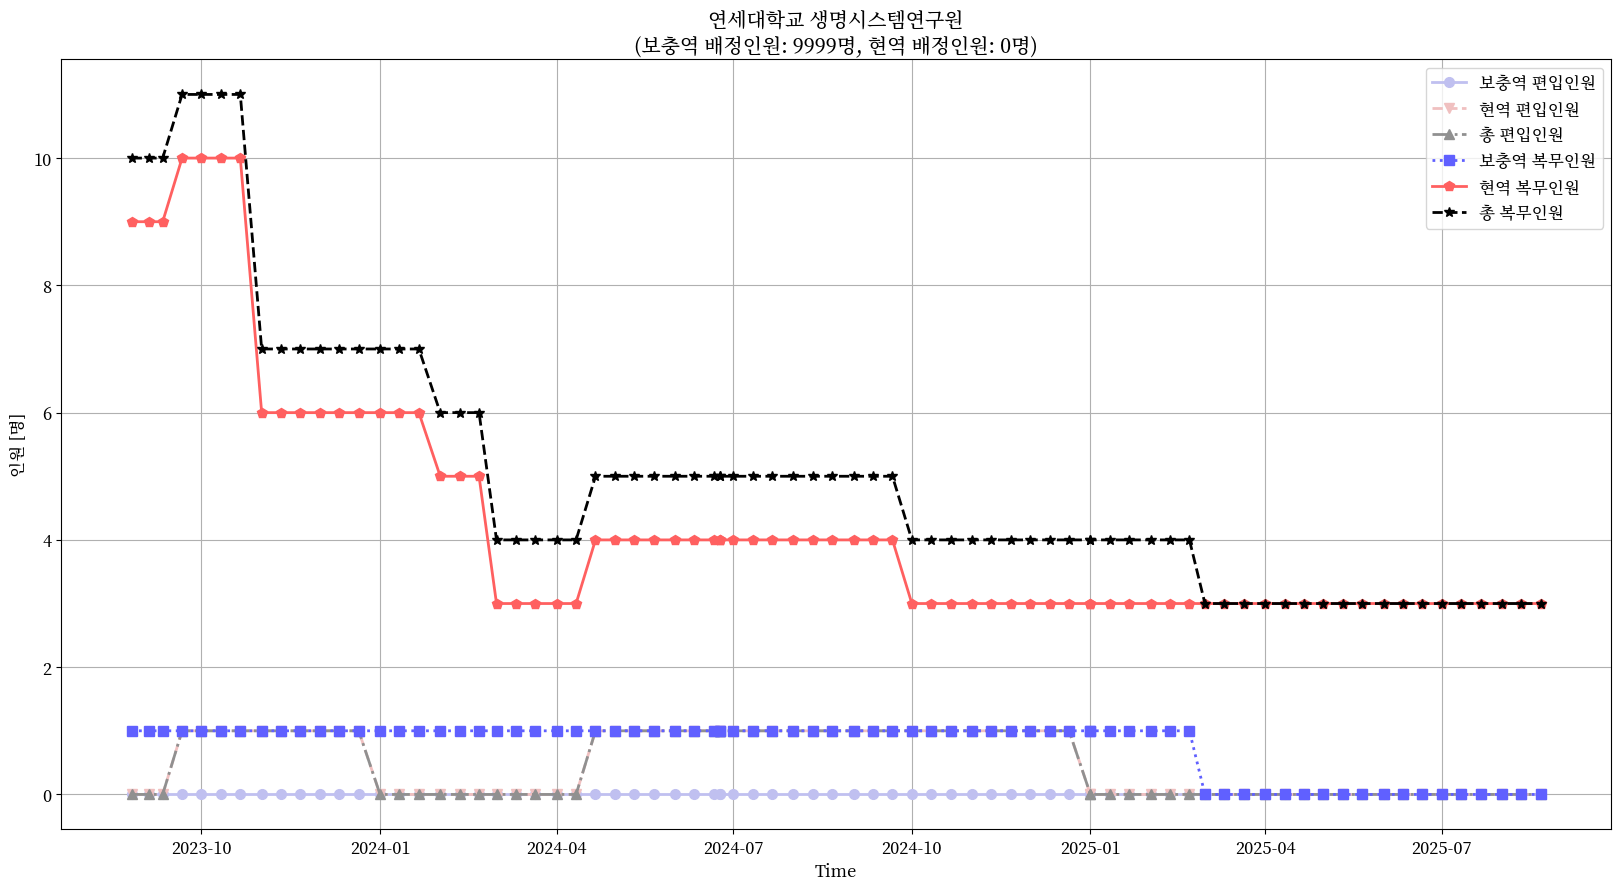 연세대학교 생명시스템연구원
(보충역 배정인원: 9999명, 현역 배정인원: 0명)
보충역 편입인원
현역 편입인원
총 편입인원
보충역 복무인원
현역 복무인원
총 복무인원
인원 [명]
10
8
6
4
2
0
2023-10
2024-01
2024-04
2024-07
2024-10
2025-01
2025-04
2025-07
Time